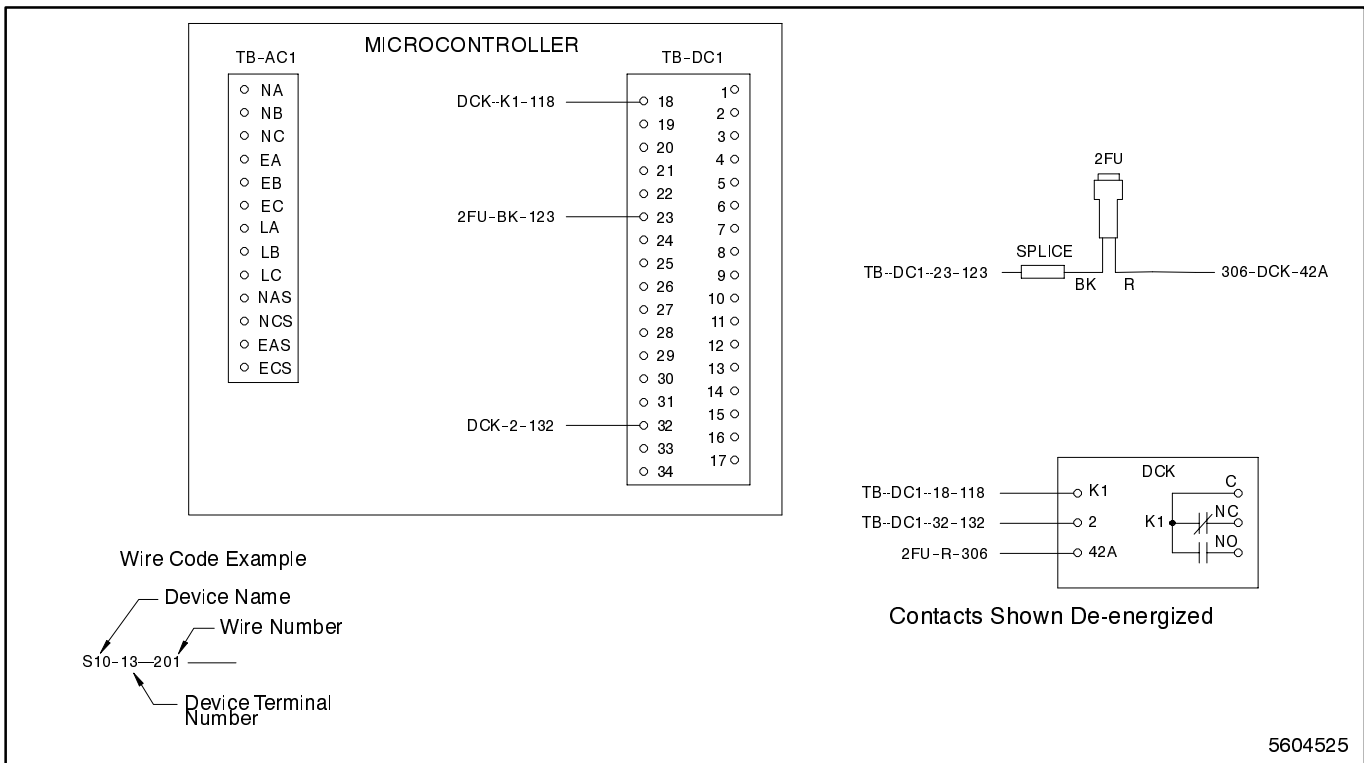 MICROCONTROLLER
TB-AC1
NA
NB
NC
EA
EB
EC
LA
LB
LC
NAS
NCS
EAS
ECS
TB-DC1
DCK--K1-118
2FU-BK-123
DCK-2-132
18
19
20
21
22
23
24
25
26
27
28
29
30
31
32
33
34
1
2
3
4
5
6
7
8
9
10
11
12
13
14
15
16
17
2FU
SPLICE
TB--DC1--23-123
BK
R
306-DCK-42A
DCK
TB--DC1--18-118
K1
TB--DC1--32-132
2
2FU-R-306
42A
K1
C
NC
NO
Contacts Shown De-energized
Wire Code Example
Device Name
Wire Number
S10-13—201
Device Terminal
Number
5604525